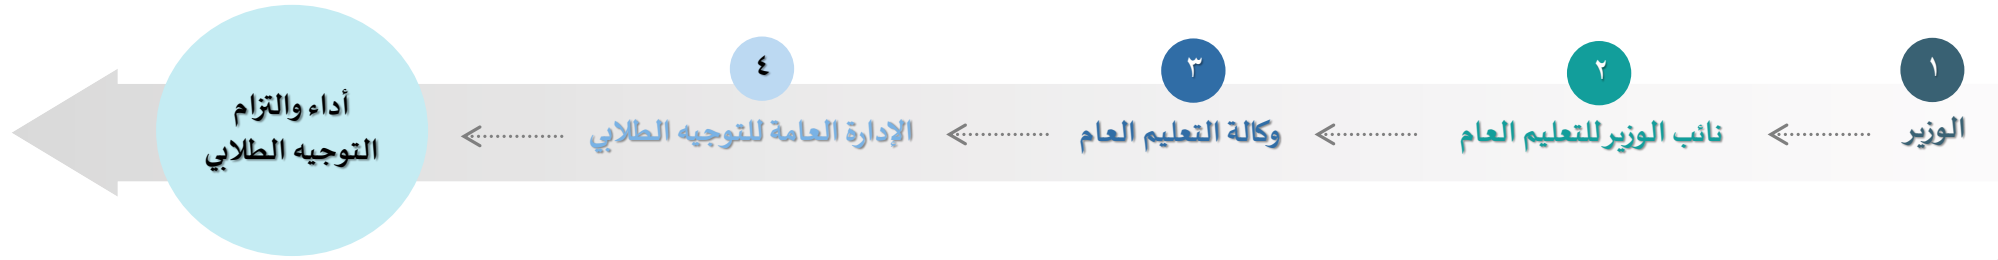 ١
الوزير
٢
نائب الوزير للتعليم العام
٣
وكالة التعليم العام
٤
الإدارة العامة للتوجيه الطلابي
أداء والتزام
التوجيه الطلابي